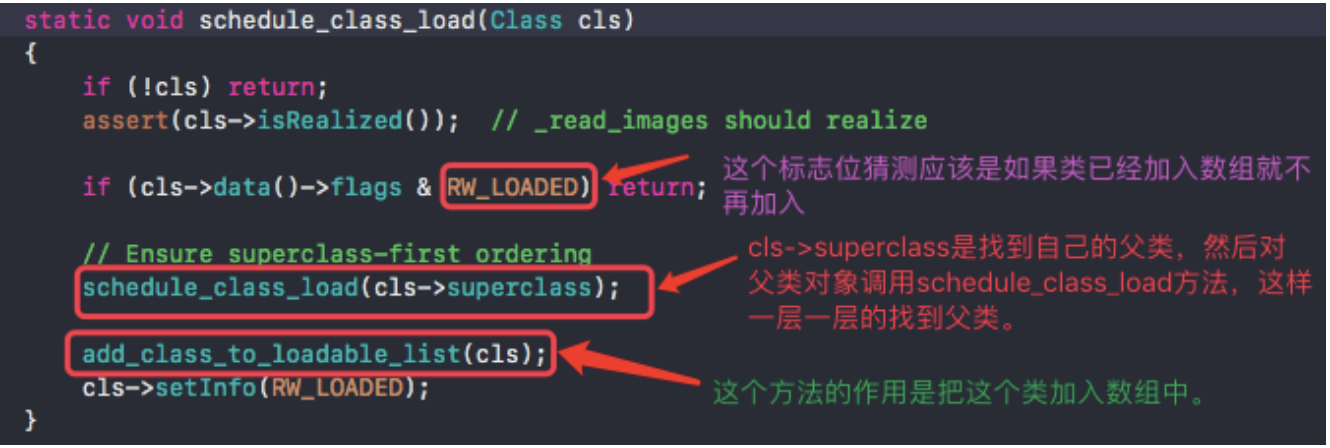 static void schedule_class_load(Class cls)
{
if (!cls) return;
assert(cls->isRealized());  // _read_images should realize
if (cls->data()->flags & RW_LOADED) return;
这个标志位猜测应该是如果类已经加入数组就不
再加入
// Ensure superclass-first ordering
schedule_class_load(cls->superclass);
cls->superclass是找到自己的父类，然后对
父类对象调用schedule_class_load方法，这样
一层一层的找到父类。
add_class_to_loadable_list(cls);
cls->setInfo(RW_LOADED);
这个方法的作用是把这个类加入数组中。
}